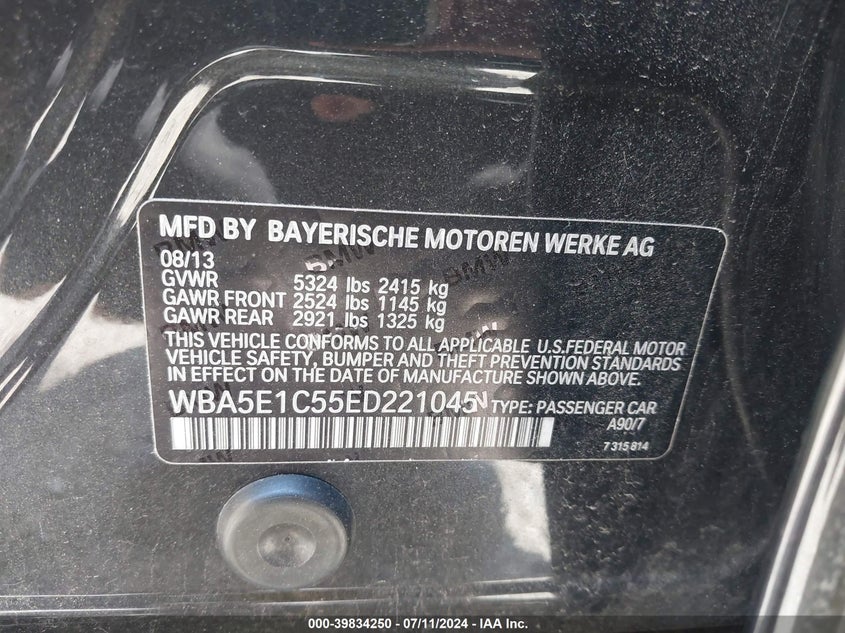 MFD BY BAYERISCHE MOTOREN WERKE AG
08/13
GVWR 5324 lbs 2415 kg
GAWR FRONT 2524 lbs 1145 kg
GAWR REAR 2921 lbs 1325 kg
THIS VEHICLE CONFORMS TO ALL APPLICABLE U.S.FEDERAL MOTOR
VEHICLE SAFETY, BUMPER AND THEFT PREVENTION STANDARDS
IN EFFECT ON THE DATE OF MANUFACTURE SHOWN ABOVE.
WBA5E1C55ED221045 TYPE: PASSENGER CAR
A90/7
7 315 814
000-39834250 - 07/11/2024 - IAA Inc.